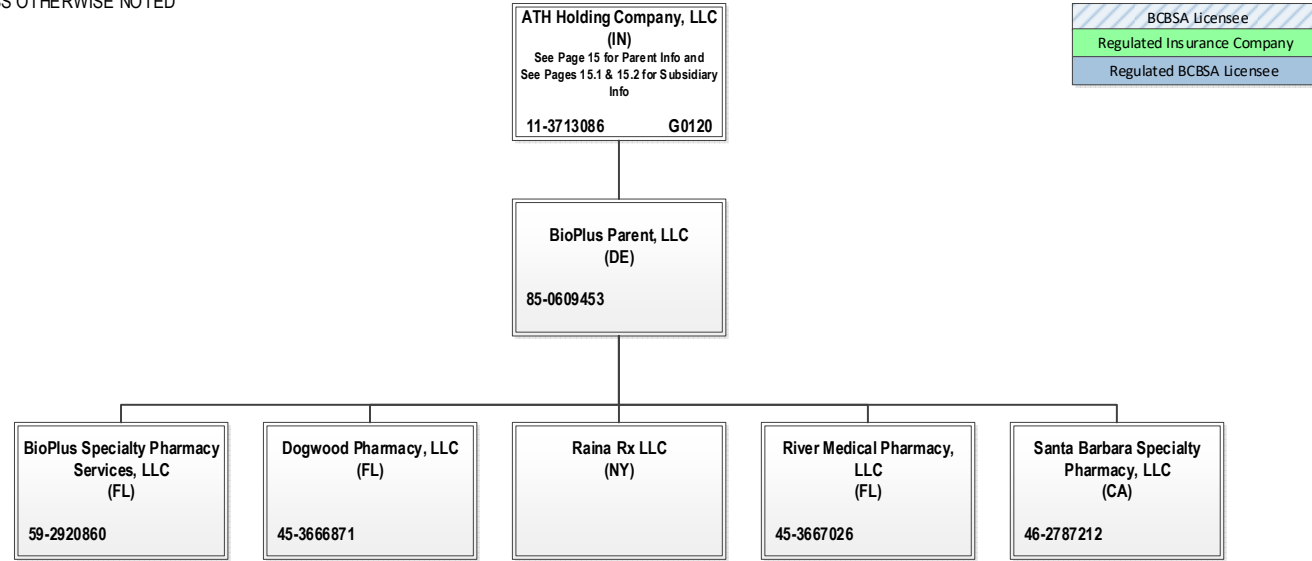 OTHERWISE NOTED
ATH Holding Company, LLC
(IN)
See Page 15 for Parent Info and
See Pages 15.1 & 15.2 for Subsidiary
Info
11-3713086 G0120
BCBSA Licensee
Regulated Insurance Company
Regulated BCBSA Licensee
BioPlus Parent, LLC
(DE)
85-0609453
BioPlus Specialty Pharmacy
Services, LLC
(FL)
59-2920860
Dogwood Pharmacy, LLC
(FL)
45-3666871
Raina Rx LLC
(NY)
River Medical Pharmacy,
LLC
(FL)
45-3667026
Santa Barbara Specialty
Pharmacy, LLC
(CA)
46-2787212